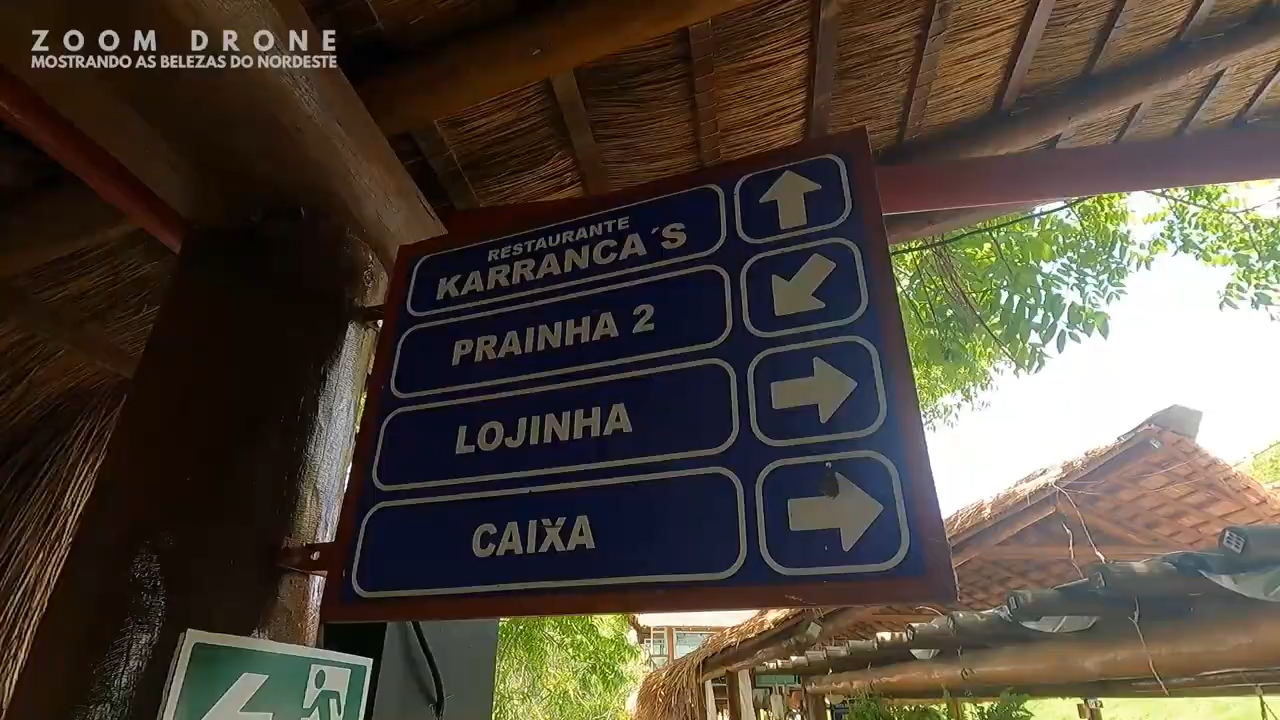 ZOOM DRONE
MOSTRANDO AS BELEZAS DO NORDESTE
RESTAURANTE
KARRANCA´S
PRAINHA 2
LOJINHA
CAIXA